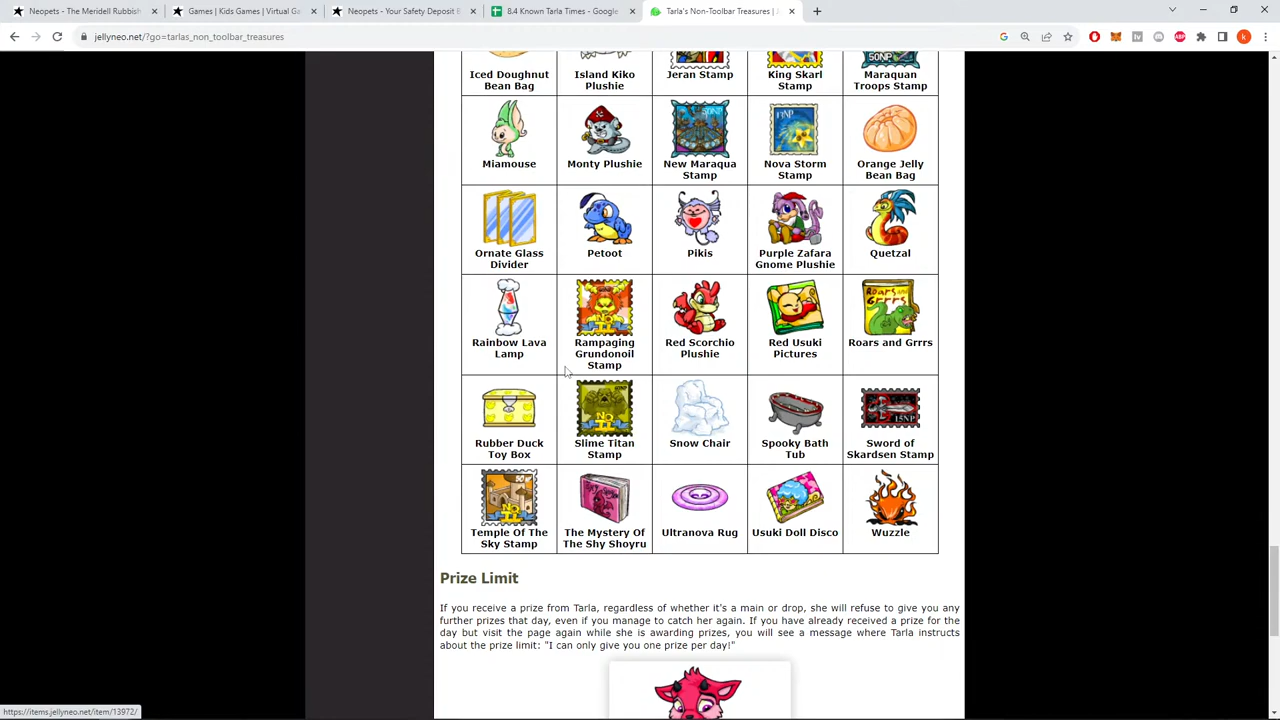 Neopets - The Meridell Rubbish
Games | Kids Games | Virtual Ga
Neopets - Your Safety Deposit B
8.4 Known Tarla Times - Google
Tarla's Non-Toolbar Treasures | J
jellyneo.net/?go=tarlas_non_toolbar_treasures
Iced Doughnut
Bean Bag
Island Kiko
Plushie
Jeran Stamp
King Skarl
Stamp
50NP
Maraquan
Troops Stamp
Miamouse
Monty Plushie
50NP
New Maraqua
Stamp
Nova Storm
Stamp
Orange Jelly
Bean Bag
Ornate Glass
Divider
Petoot
Pikis
Purple Zafara
Gnome Plushie
Quetzal
Rainbow Lava
Lamp
Rampaging
Grundonoil
Stamp
Red Scorchio
Plushie
Red Usuki
Pictures
Roars and
Grrrs
Roars and Grrrs
Rubber Duck
Toy Box
Slime Titan
Stamp
Snow Chair
Spooky Bath
Tub
15NP
Sword of
Skardsen Stamp
Temple Of The
Sky Stamp
The Mystery Of
The Shy Shoyru
Ultranova Rug
Usuki Doll Disco
Wuzzle
Prize Limit
If you receive a prize from Tarla, regardless of whether it's a main or drop, she will refuse to give you any
further prizes that day, even if you manage to catch her again. If you have already received a prize for the
day but visit the page again while she is awarding prizes, you will see a message where Tarla instructs
about the prize limit: "I can only give you one prize per day!"
https://items.jellyneo.net/item/13972/